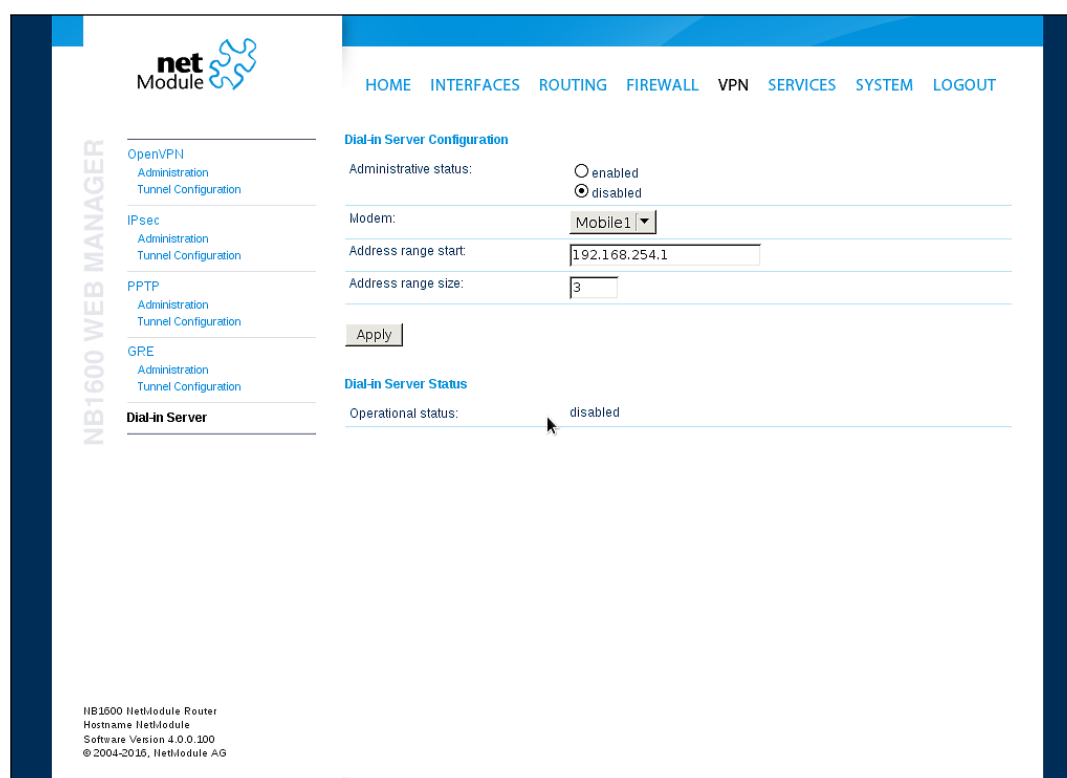 net
Module
HOME INTERFACES ROUTING FIREWALL VPN SERVICES SYSTEM LOGOUT
NB1600 WEB MANAGER
OpenVPN
Administration
Tunnel Configuration
IPsec
Administration
Tunnel Configuration
PPTP
Administration
Tunnel Configuration
GRE
Administration
Tunnel Configuration
Dial-in Server
Dial-in Server Configuration
Administrative status:
enabled
disabled
Modem: Mobile1
Address range start: 192.168.254.1
Address range size: 3
Apply
Dial-in Server Status
Operational status: disabled
NB1600 NetModule Router
Hostname NetModule
Software Version 4.0.0.100
© 2004-2016, NetModule AG